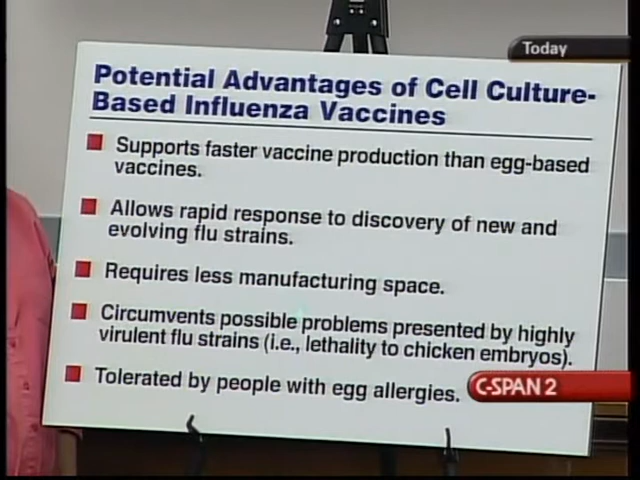 Today
Potential Advantages of Cell Culture-
Based Influenza Vaccines
Supports faster vaccine production than egg-based
vaccines.
Allows rapid response to discovery of new and
evolving flu strains.
Requires less manufacturing space.
Circumvents possible problems presented by highly
virulent flu strains (i.e., lethality to chicken embryos).
Tolerated by people with egg allergies.
C-SPAN 2